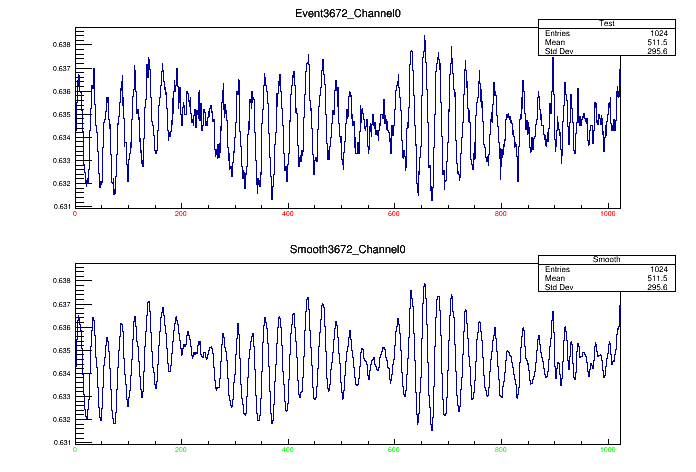 Event3672_Channel0
Test
Entries 1024
Mean 511.5
Std Dev 295.6
0.638
0.637
0.636
0.635
0.634
0.633
0.632
0.631
0 200 400 600 800 1000
Smooth3672_Channel0
Smooth
Entries 1024
Mean 511.5
Std Dev 295.6
0.638
0.637
0.636
0.635
0.634
0.633
0.632
0.631
0 200 400 600 800 1000